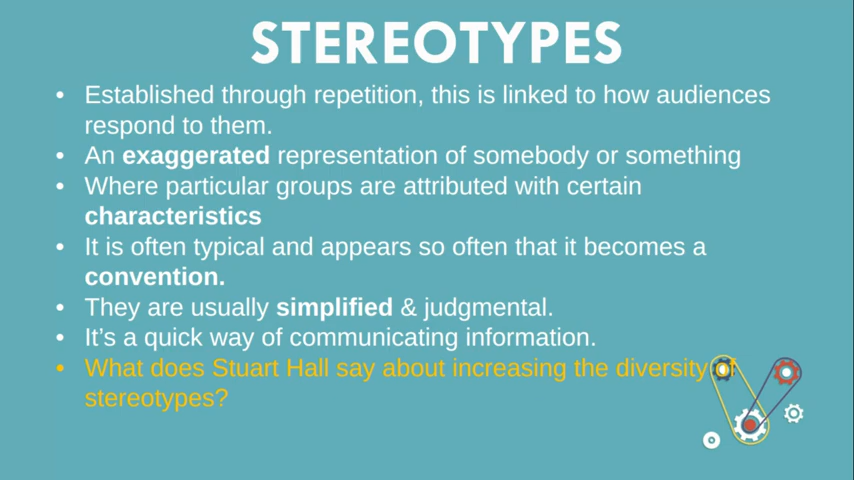 STEREOTYPES
• Established through repetition, this is linked to how audiences
respond to them.
• An exaggerated representation of somebody or something
• Where particular groups are attributed with certain
characteristics
• It is often typical and appears so often that it becomes a
convention.
• They are usually simplified & judgmental.
• It’s a quick way of communicating information.
• What does Stuart Hall say about increasing the diversity of
stereotypes?